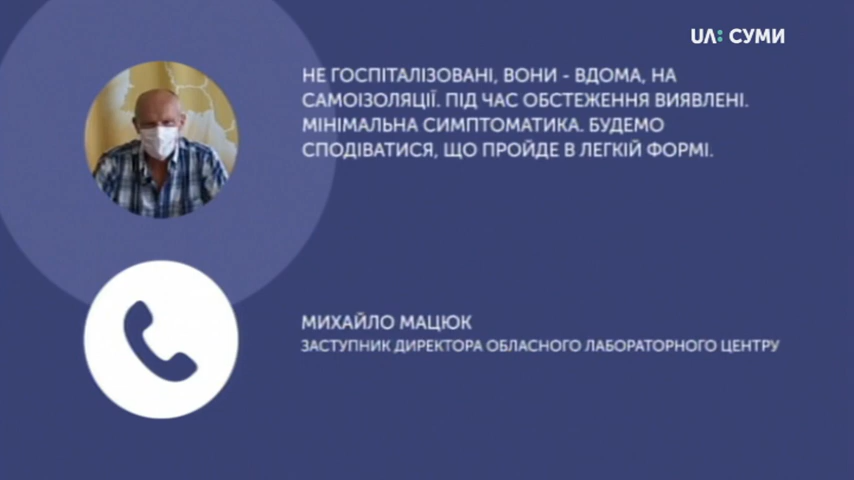 UA: СУМИ
НЕ ГОСПІТАЛІЗОВАНІ, ВОНИ - ВДОМА, НА
САМОІЗОЛЯЦІЇ. ПІД ЧАС ОБСТЕЖЕННЯ ВИЯВЛЕНІ.
МІНІМАЛЬНА СИМПТОМАТИКА. БУДЕМО
СПОДІВАТИСЯ, ЩО ПРОЙДЕ В ЛЕГКІЙ ФОРМІ.
МИХАЙЛО МАЦЮК
ЗАСТУПНИК ДИРЕКТОРА ОБЛАСНОГО ЛАБОРАТОРНОГО ЦЕНТРУ